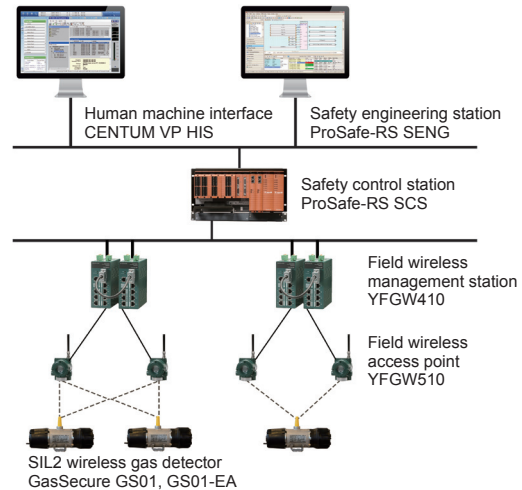 Human machine interface
CENTUM VP HIS
Safety engineering station
ProSafe-RS SENG
Safety control station
ProSafe-RS SCS
Field wireless
management station
YFGW410
Field wireless
access point
YFGW510
SIL2 wireless gas detector
GasSecure GS01, GS01-EA